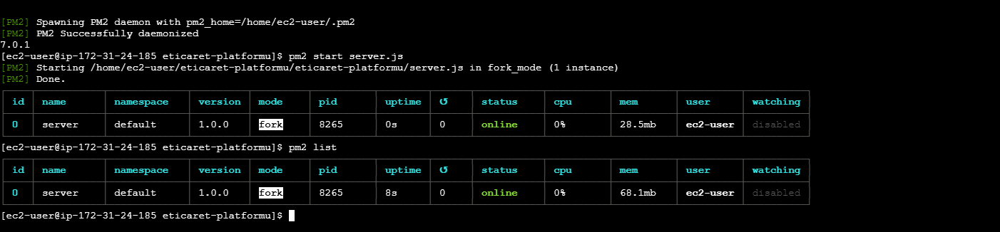 [PM2] Spawning PM2 daemon with pm2_home=/home/ec2-user/.pm2
[PM2] PM2 Successfully daemonized
7.0.1
[ec2-user@ip-172-31-24-185 eticaret-platformu]$ pm2 start server.js
[PM2] Starting /home/ec2-user/eticaret-platformu/eticaret-platformu/server.js in fork_mode (1 instance)
[PM2] Done.
id name namespace version mode pid uptime ↺ status cpu mem user watching
0 server default 1.0.0 fork 8265 0s 0 online 0% 28.5mb ec2-user disabled
[ec2-user@ip-172-31-24-185 eticaret-platformu]$ pm2 list
id name namespace version mode pid uptime ↺ status cpu mem user watching
0 server default 1.0.0 fork 8265 8s 0 online 0% 68.1mb ec2-user disabled
[ec2-user@ip-172-31-24-185 eticaret-platformu]$